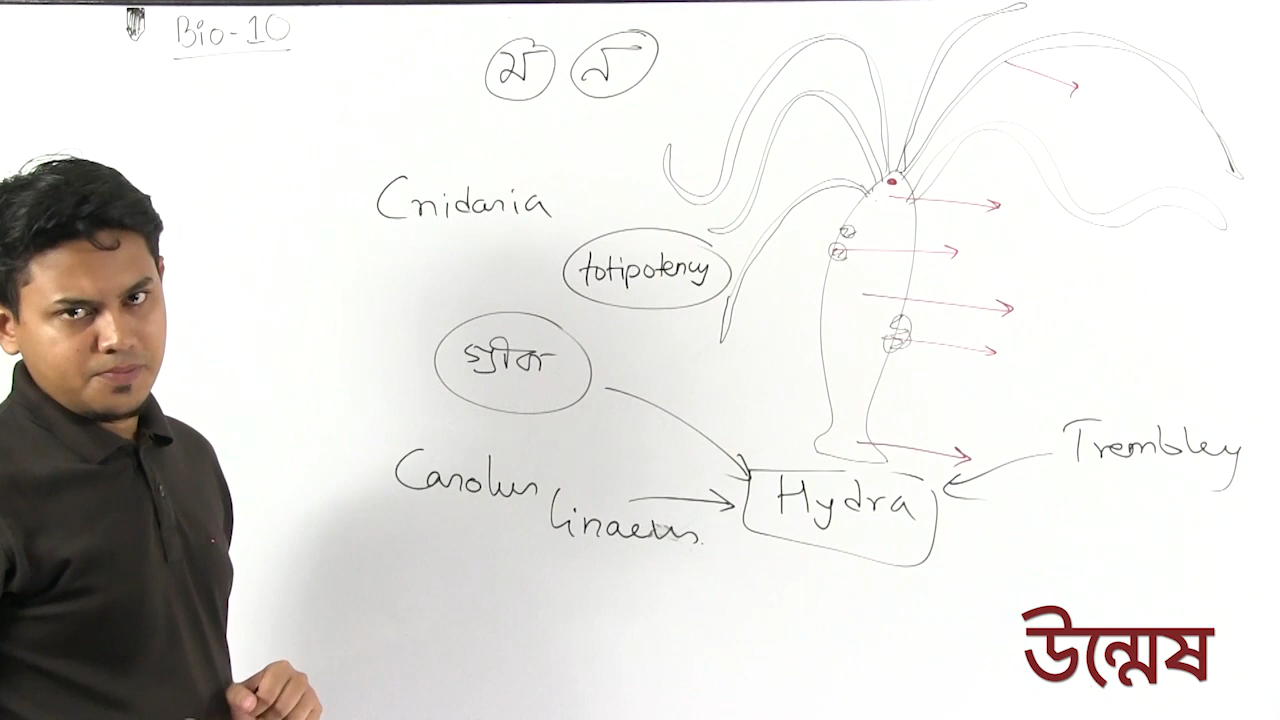 Bio-10
ম ন
Cnidaria
totipotency
গ্রীক
Trembley
Carolus
linaeus
Hydra
উন্মেষ